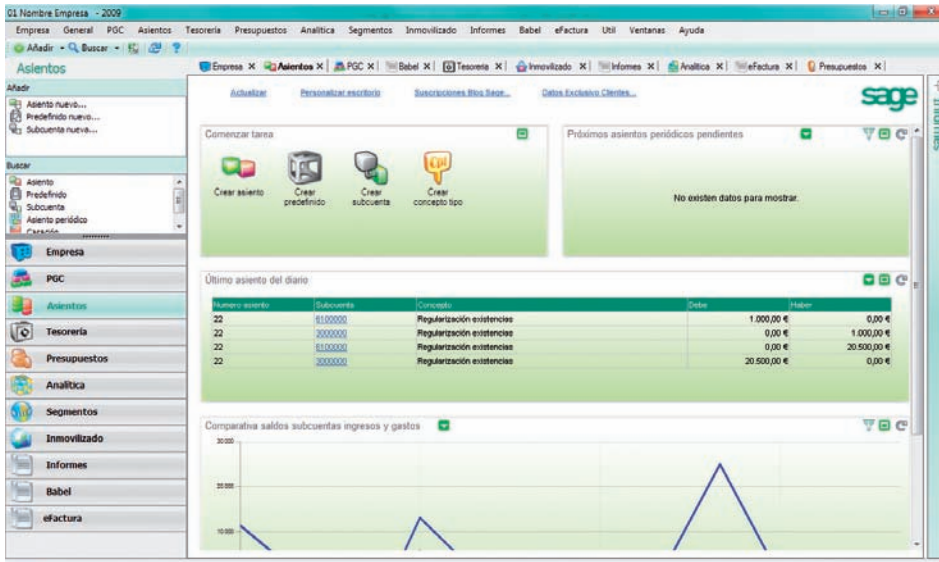 01 Nombre Empresa - 2009
Empresa General PGC Asientos Tesorería Presupuestos Analítica Segmentos Inmovilizado Informes Babel eFactura Util Ventanas Ayuda
Añadir Buscar
Asientos
Empresa X Asientos X PGC X Babel X Tesoreria X Inmovilizado X Informes X Analítica X eFactura X Presupuestos X
Añadir
Asiento nuevo...
Predefinido nuevo...
Subcuenta nueva...
Buscar
Asiento
Predefinido
Subcuenta
Asiento periódico
Empresa
PGC
Asientos
Tesorería
Presupuestos
Analítica
Segmentos
Inmovilizado
Informes
Babel
eFactura
Actualizar Personalizar escritorio Suscripciones Blog Sage... Datos Exclusivo Clientes...
sage
Informes
Comenzar tarea
Crear asiento
Crear predefinido
Crear subcuenta
Crear concepto tipo
Próximos asientos periódicos pendientes
No existen datos para mostrar.
Último asiento del diario
Numero asiento Subcuenta Concepto Debe Haber
22 6100000 Regularización existencias 1.000,00 € 0,00 €
22 3000000 Regularización existencias 0,00 € 1.000,00 €
22 6100000 Regularización existencias 0,00 € 20.500,00 €
22 3000000 Regularización existencias 20.500,00 € 0,00 €
Comparativa saldos subcuentas ingresos y gastos
30.000
20.000
10.000